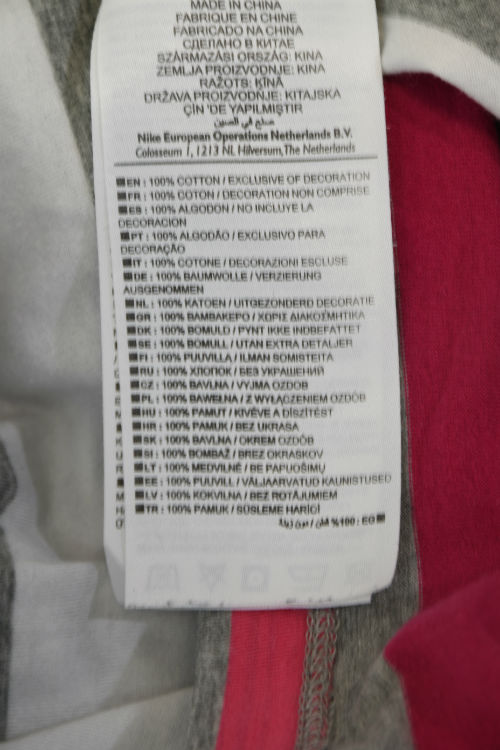 MADE IN CHINA
FABRIQUE EN CHINE
FABRICADO NA CHINA
СДЕЛАНО В КИТАЕ
SZÁRMAZÁSI ORSZÁG: KÍNA
ZEMLJA PROIZVODNJE: KINA
RAŽOTS: ĶĪNĀ
DRŽAVA PROIZVODNJE: KITAJSKA
ÇİN 'DE YAPILMIŞTIR
صنع في الصين
Nike European Operations Netherlands B.V.
Colosseum 1, 1213 NL Hilversum, The Netherlands
EN : 100% COTTON / EXCLUSIVE OF DECORATION
FR : 100% COTON / DECORATION NON COMPRISE
ES : 100% ALGODON / NO INCLUYE LA
DECORACION
PT : 100% ALGODÃO / EXCLUSIVO PARA
DECORAÇÃO
IT : 100% COTONE / DECORAZIONI ESCLUSE
DE : 100% BAUMWOLLE / VERZIERUNG
AUSGENOMMEN
NL : 100% KATOEN / UITGEZONDERD DECORATIE
GR : 100% ΒΑΜΒΑΚΕΡΟ / ΧΩΡΙΣ ΔΙΑΚΟΣΜΗΤΙΚΑ
DK : 100% BOMULD / PYNT IKKE INDBEFATTET
SE : 100% BOMULL / UTAN EXTRA DETALJER
FI : 100% PUUVILLA / ILMAN SOMISTEITA
RU : 100% ХЛОПОК / БЕЗ УКРАШЕНИЙ
CZ : 100% BAVLNA / VYJMA OZDOB
PL : 100% BAWEŁNA / Z WYŁĄCZENIEM OZDÓB
HU : 100% PAMUT / KIVÉVE A DÍSZÍTÉST
HR : 100% PAMUK / BEZ UKRASA
SK : 100% BAVLNA / OKREM OZDÔB
SI : 100% BOMBAŽ / BREZ OKRASKOV
LT : 100% MEDVILNĖ / BE PAPUOŠIMŲ
EE : 100% PUUVILL / VÄLJAARVATUD KAUNISTUSED
LV : 100% KOKVILNA / BEZ ROTĀJUMIEM
TR : 100% PAMUK / SÜSLEME HARİCİ
EG : 100% قطن / دون زينة